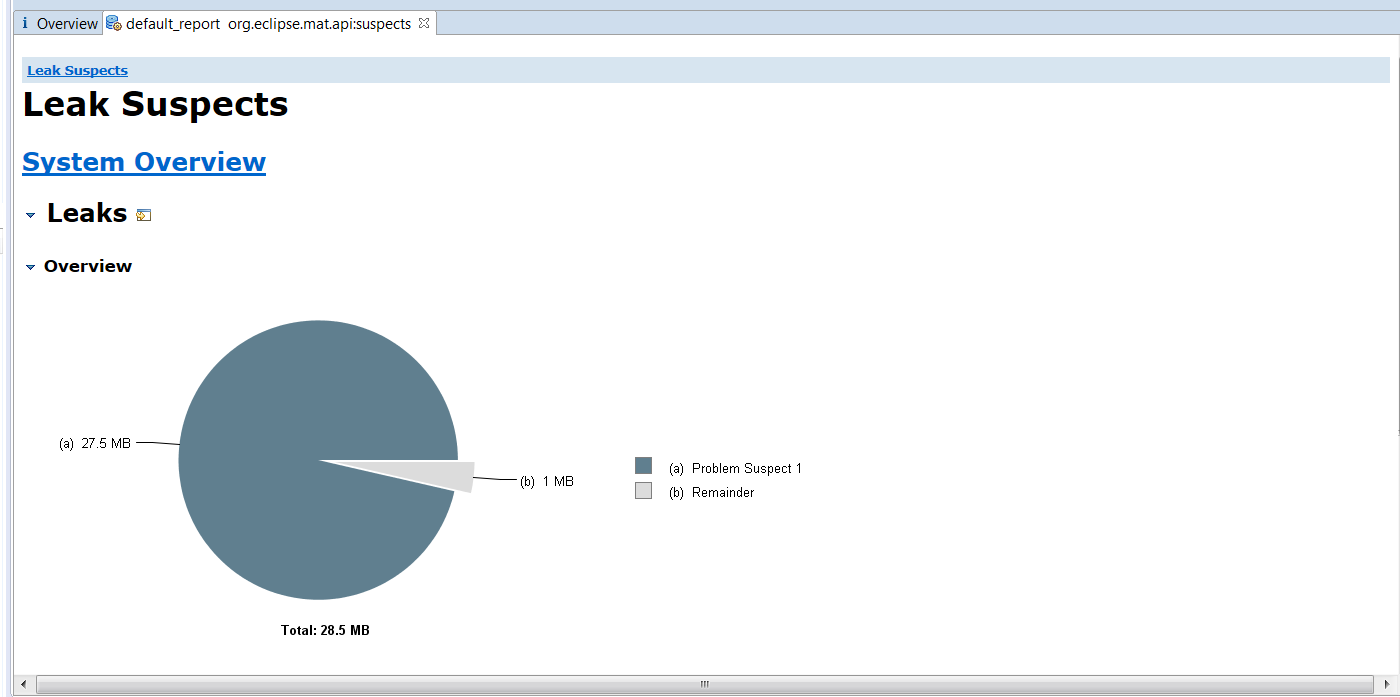 i Overview default_report org.eclipse.mat.api:suspects
Leak Suspects
Leak Suspects
System Overview
Leaks
Overview
(a) 27.5 MB
(b) 1 MB
(a) Problem Suspect 1
(b) Remainder
Total: 28.5 MB